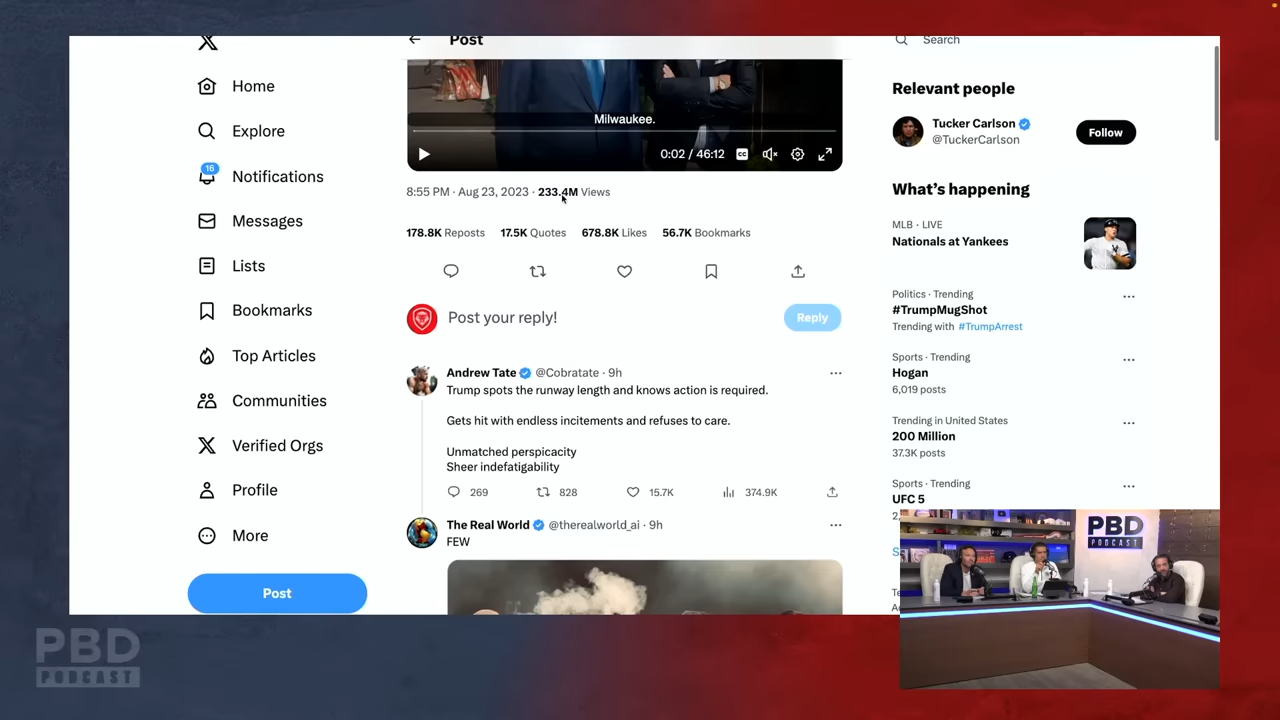 Post
Search
Home
Explore
16
Notifications
Messages
Lists
Bookmarks
Top Articles
Communities
Verified Orgs
Profile
More
Post
Milwaukee.
0:02 / 46:12
CC
8:55 PM · Aug 23, 2023 · 233.4M Views
178.8K Reposts 17.5K Quotes 678.8K Likes 56.7K Bookmarks
Post your reply!
Reply
Andrew Tate @Cobratate · 9h
Trump spots the runway length and knows action is required.
Gets hit with endless incitements and refuses to care.
Unmatched perspicacity
Sheer indefatigability
269 828 15.7K 374.9K
The Real World @therealworld_ai · 9h
FEW
Relevant people
Tucker Carlson
@TuckerCarlson
Follow
What's happening
MLB · LIVE
Nationals at Yankees
Politics · Trending
#TrumpMugShot
Trending with #TrumpArrest
Sports · Trending
Hogan
6,019 posts
Trending in United States
200 Million
37.3K posts
Sports · Trending
UFC 5
PBD
PODCAST
PBD
PODCAST